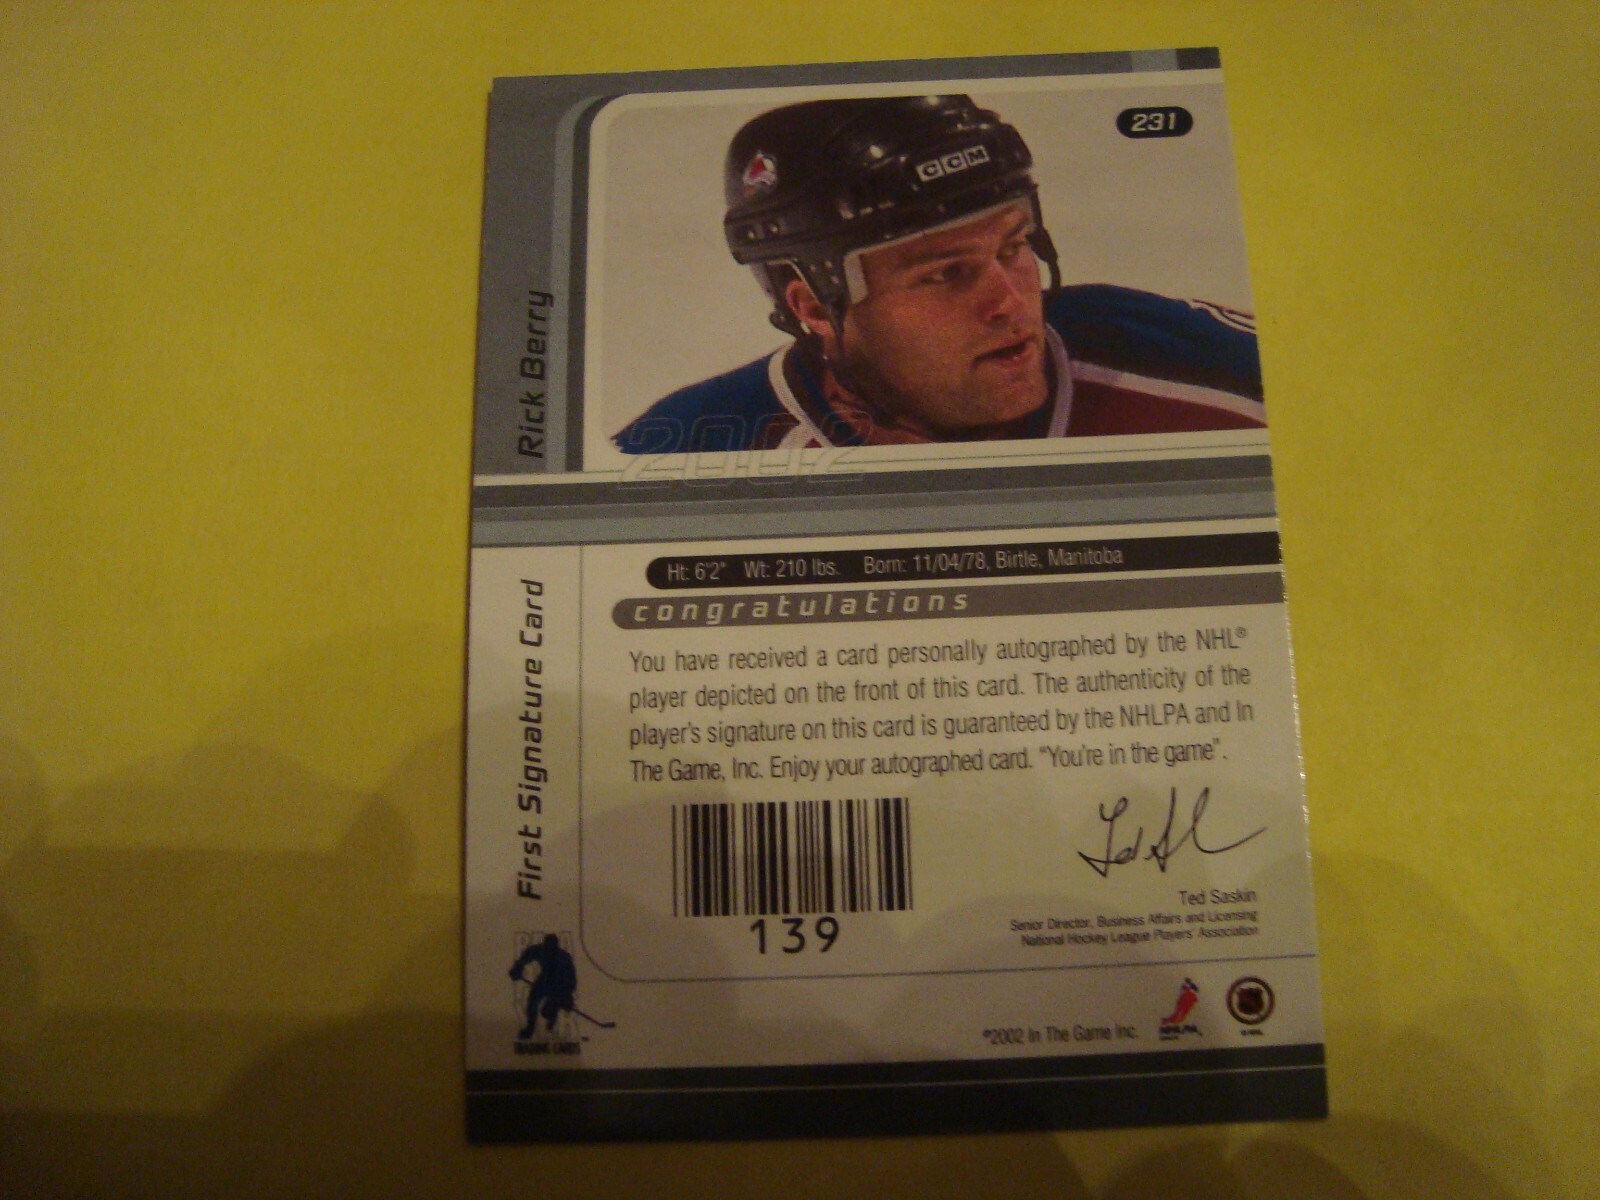 231
CCM
Rick Berry
2002
Ht: 6'2" Wt: 210 lbs. Born: 11/04/78, Birtle, Manitoba
congratulations
You have received a card personally autographed by the NHL®
player depicted on the front of this card. The authenticity of the
player's signature on this card is guaranteed by the NHLPA and In
The Game, Inc. Enjoy your autographed card. "You're in the game".
First Signature Card
139
Ted Saskin
Senior Director, Business Affairs and Licensing
National Hockey League Players' Association
TRADING CARDS™
©2002 In The Game Inc.
NHLPA